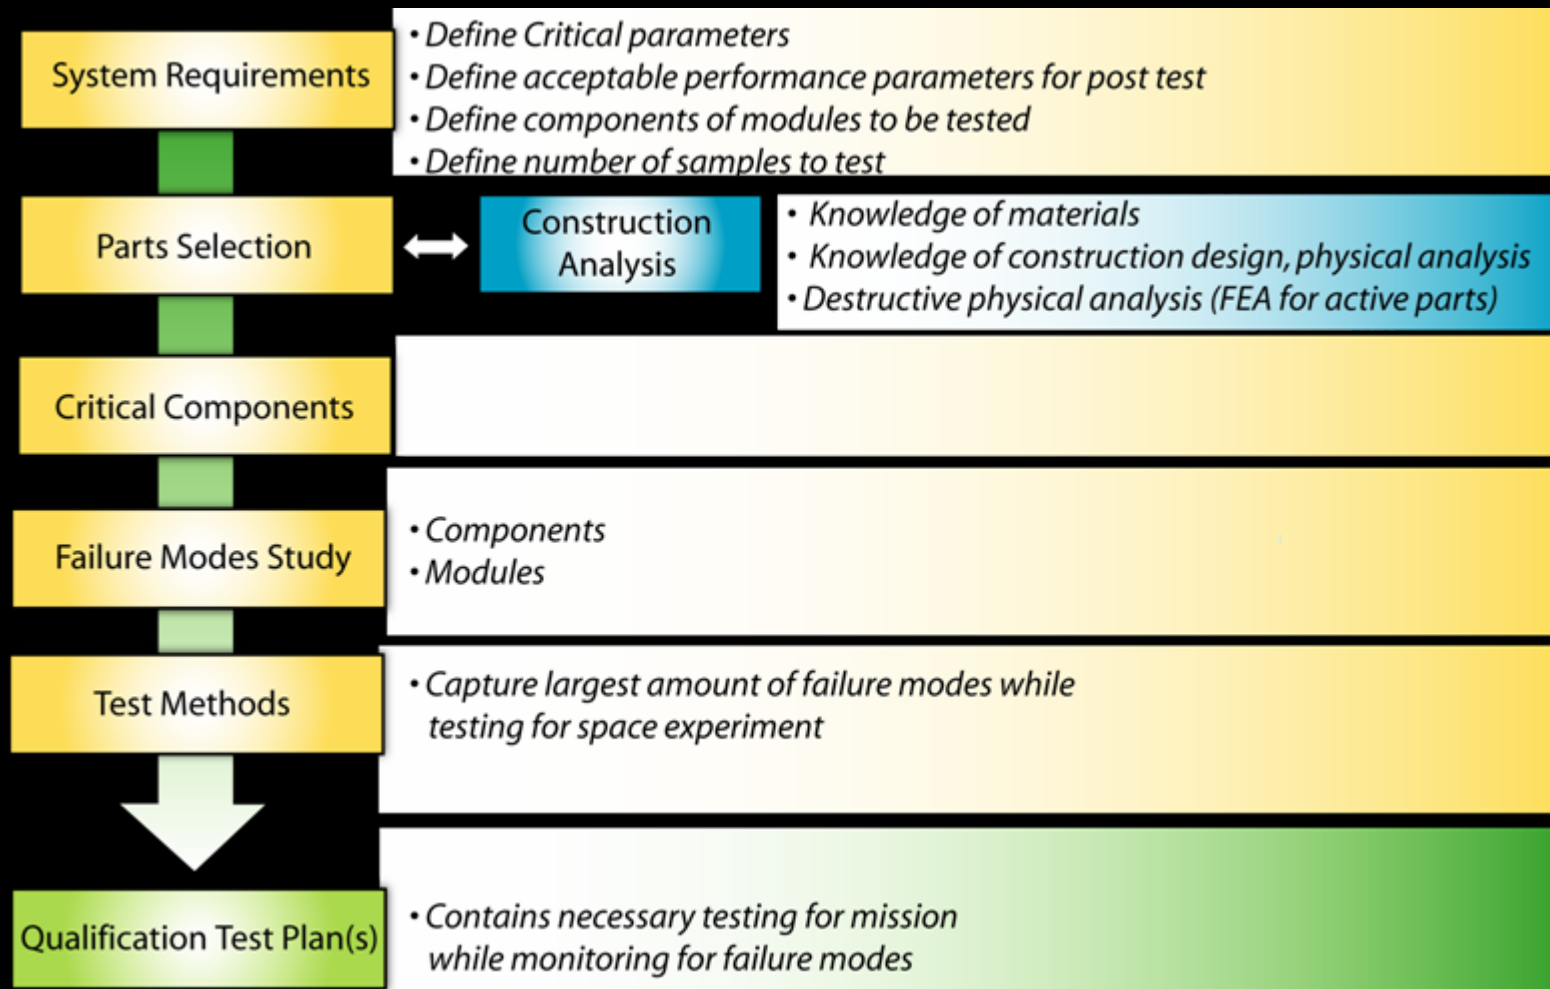 System Requirements
• Define Critical parameters
• Define acceptable performance parameters for post test
• Define components of modules to be tested
• Define number of samples to test
Parts Selection
Construction
Analysis
• Knowledge of materials
• Knowledge of construction design, physical analysis
• Destructive physical analysis (FEA for active parts)
Critical Components
Failure Modes Study
• Components
• Modules
Test Methods
• Capture largest amount of failure modes while
testing for space experiment
Qualification Test Plan(s)
• Contains necessary testing for mission
while monitoring for failure modes